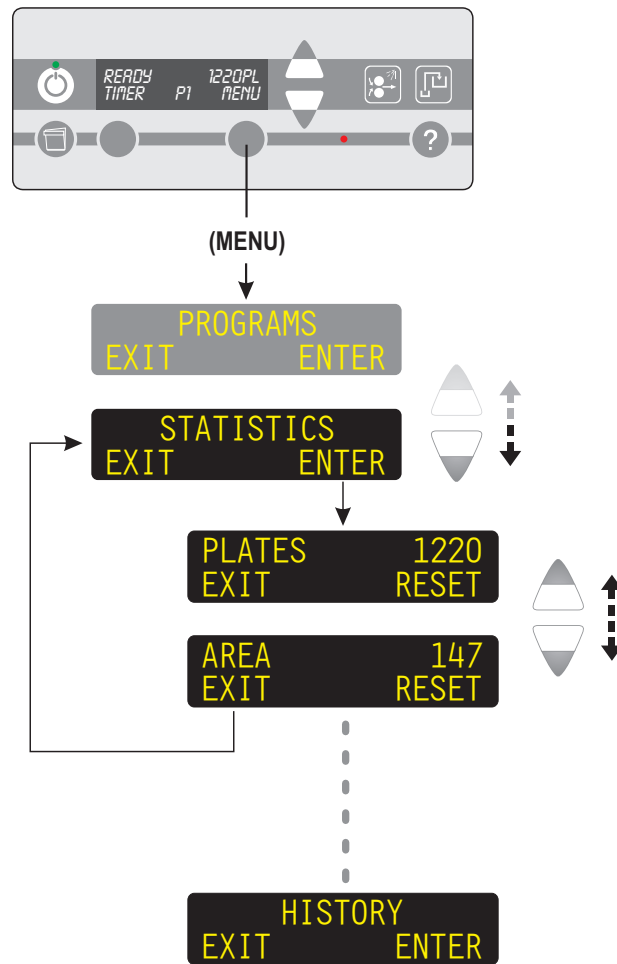 READY 1220PL
TIMER P1 MENU
?
(MENU)
PROGRAMS
EXIT ENTER
STATISTICS
EXIT ENTER
PLATES 1220
EXIT RESET
AREA 147
EXIT RESET
HISTORY
EXIT ENTER